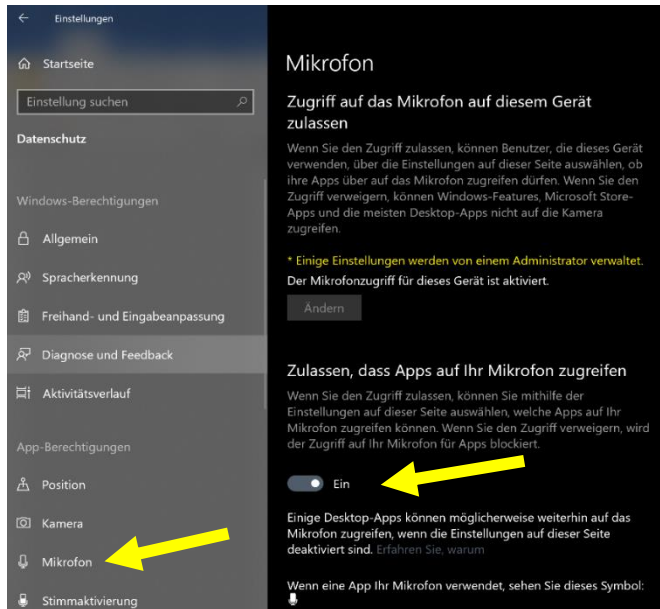 Einstellungen
Startseite
Einstellung suchen
Datenschutz
Windows-Berechtigungen
Allgemein
Spracherkennung
Freihand- und Eingabeanpassung
Diagnose und Feedback
Aktivitätsverlauf
App-Berechtigungen
Position
Kamera
Mikrofon
Stimmaktivierung
Mikrofon
Zugriff auf das Mikrofon auf diesem Gerät
zulassen
Wenn Sie den Zugriff zulassen, können Benutzer, die dieses Gerät
verwenden, über die Einstellungen auf dieser Seite auswählen, ob
ihre Apps über auf das Mikrofon zugreifen dürfen. Wenn Sie den
Zugriff verweigern, können Windows-Features, Microsoft Store-
Apps und die meisten Desktop-Apps nicht auf die Kamera
zugreifen.
* Einige Einstellungen werden von einem Administrator verwaltet.
Der Mikrofonzugriff für dieses Gerät ist aktiviert.
Ändern
Zulassen, dass Apps auf Ihr Mikrofon zugreifen
Wenn Sie den Zugriff zulassen, können Sie mithilfe der
Einstellungen auf dieser Seite auswählen, welche Apps auf Ihr
Mikrofon zugreifen können. Wenn Sie den Zugriff verweigern, wird
der Zugriff auf Ihr Mikrofon für Apps blockiert.
Ein
Einige Desktop-Apps können möglicherweise weiterhin auf das
Mikrofon zugreifen, wenn die Einstellungen auf dieser Seite
deaktiviert sind. Erfahren Sie, warum
Wenn eine App Ihr Mikrofon verwendet, sehen Sie dieses Symbol: